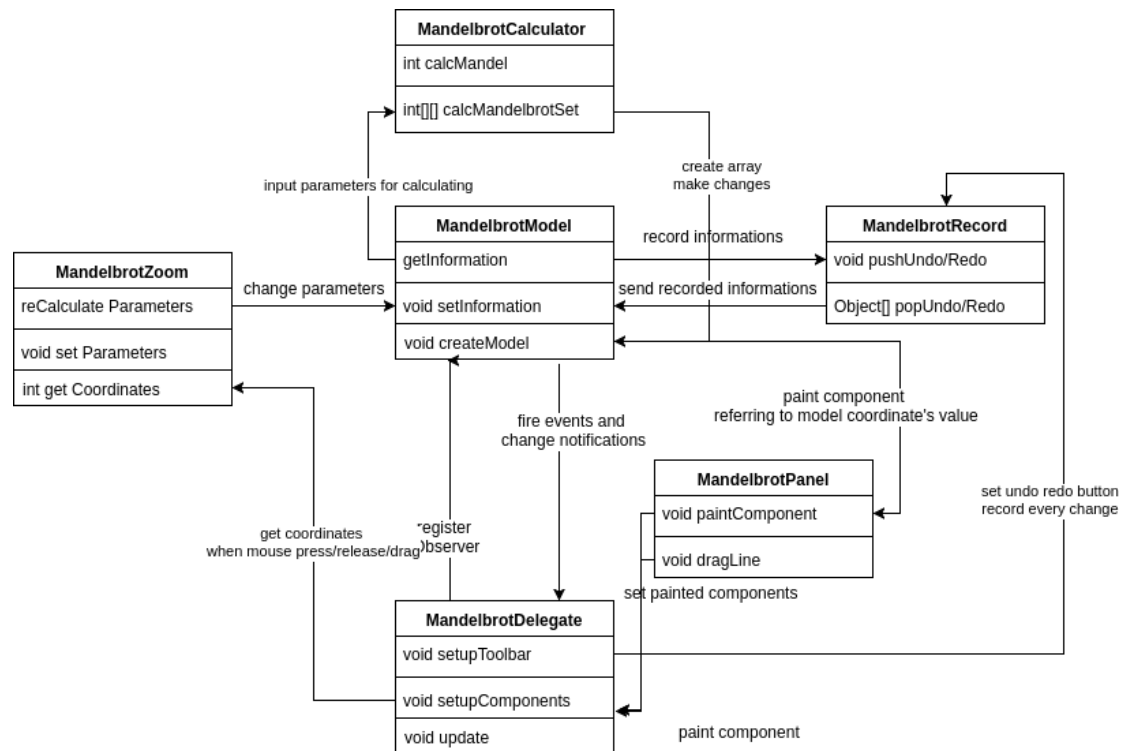 MandelbrotCalculator
int calcMandel
int[][] calcMandelbrotSet
create array
make changes
input parameters for calculating
MandelbrotModel
getInformation
void setInformation
void createModel
record informations
send recorded informations
MandelbrotRecord
void pushUndo/Redo
Object[] popUndo/Redo
MandelbrotZoom
reCalculate Parameters
void set Parameters
int get Coordinates
change parameters
paint component
referring to model coordinate's value
fire events and
change notifications
MandelbrotPanel
void paintComponent
void dragLine
set undo redo button
record every change
get coordinates
when mouse press/release/drag
register
Observer
set painted components
MandelbrotDelegate
void setupToolbar
void setupComponents
void update
paint component